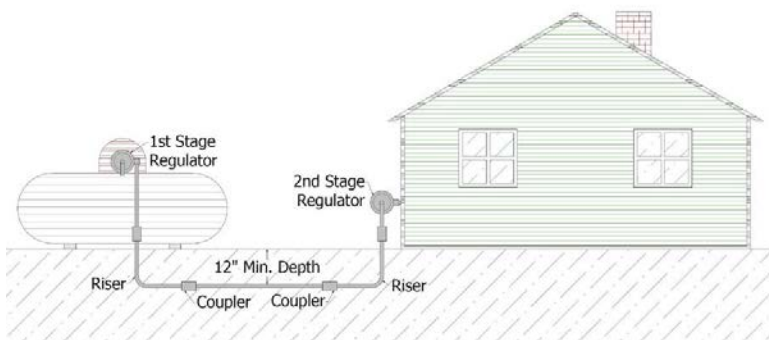 1st Stage
Regulator
2nd Stage
Regulator
12" Min. Depth
Riser
Coupler
Coupler
Riser